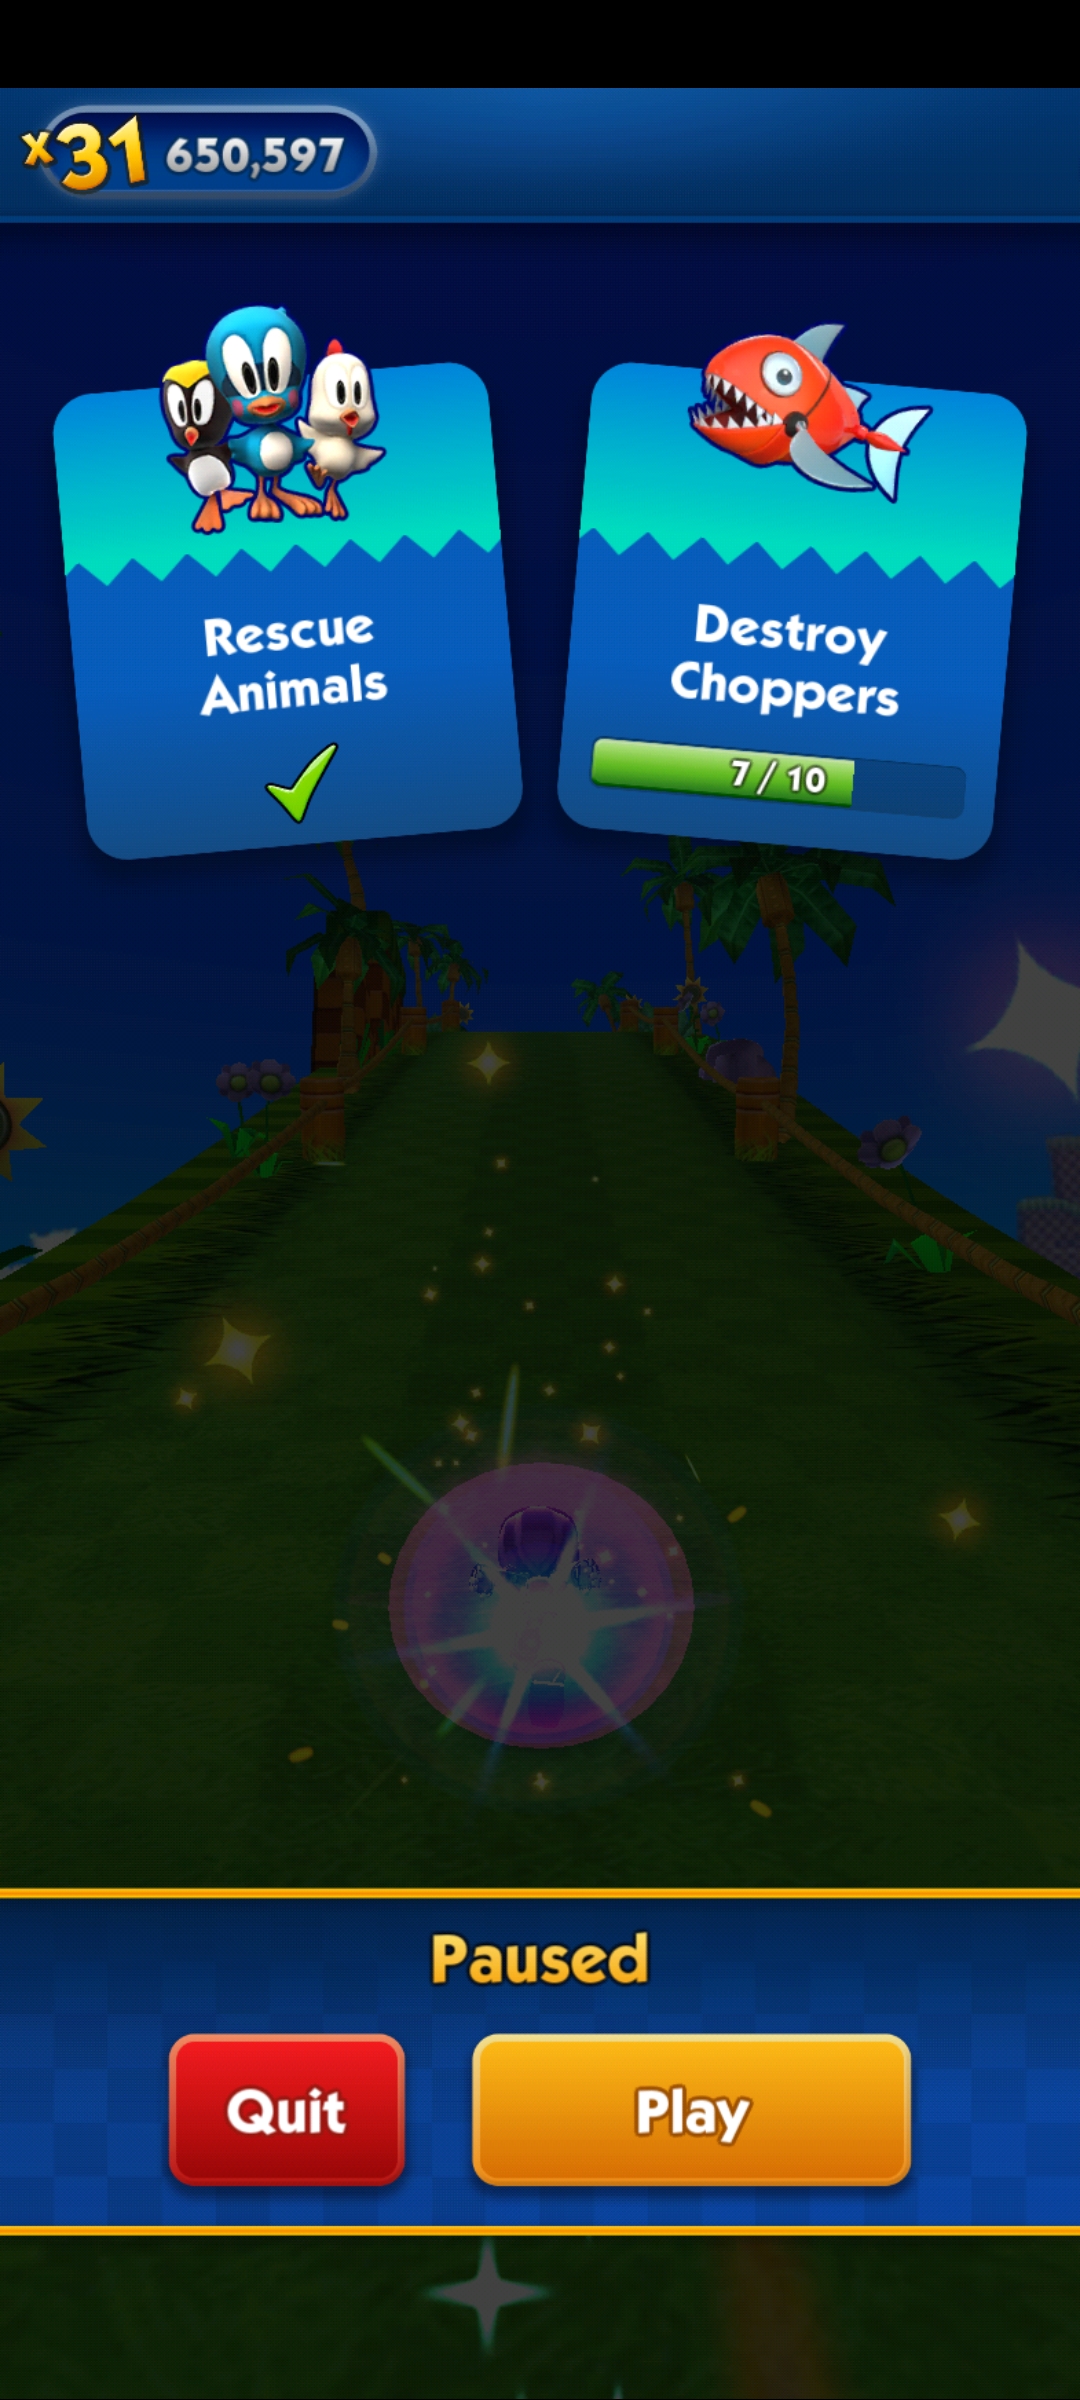 x31 650,597
Rescue
Animals
Destroy
Choppers
7 / 10
Paused
Quit
Play